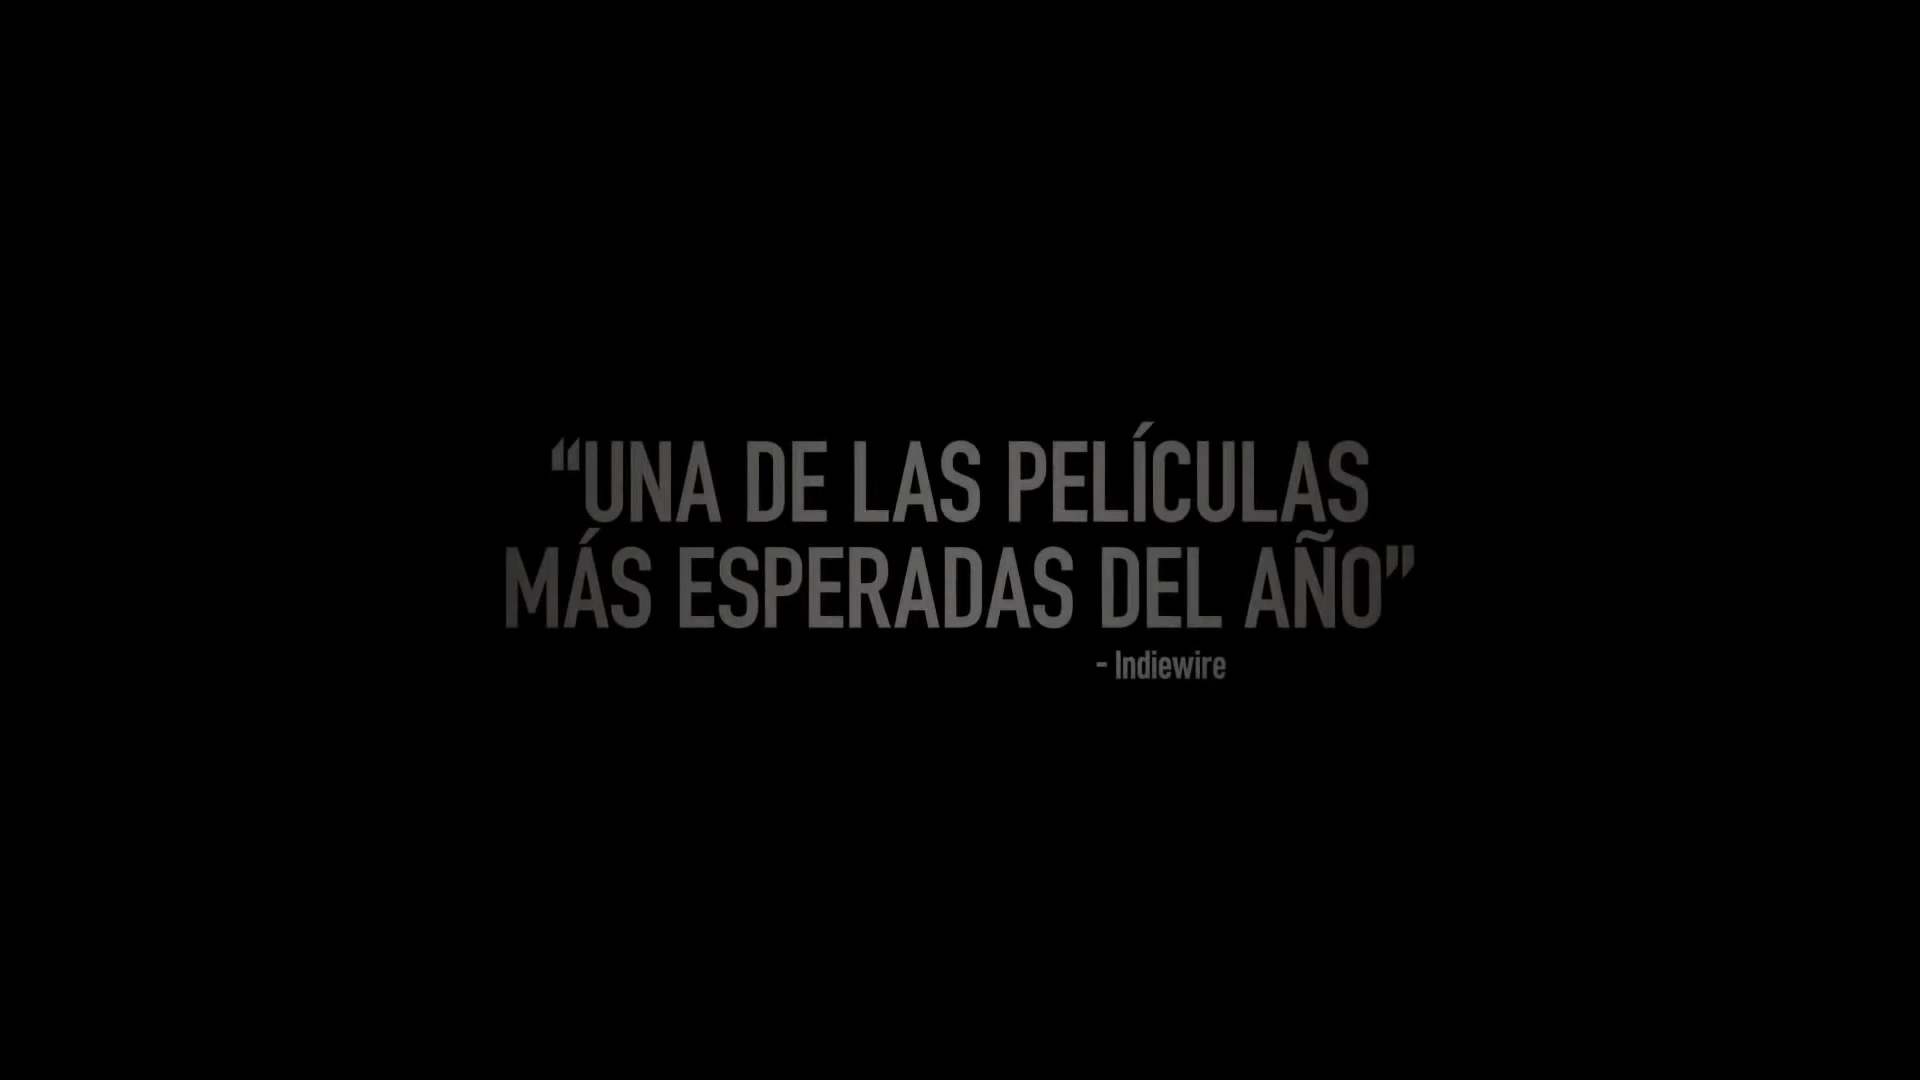 “UNA DE LAS PELÍCULAS
MÁS ESPERADAS DEL AÑO”
- Indiewire